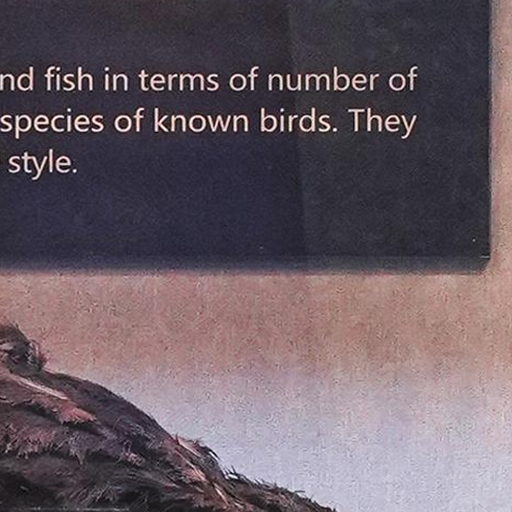 nd fish in terms of number of
species of known birds. They
style.